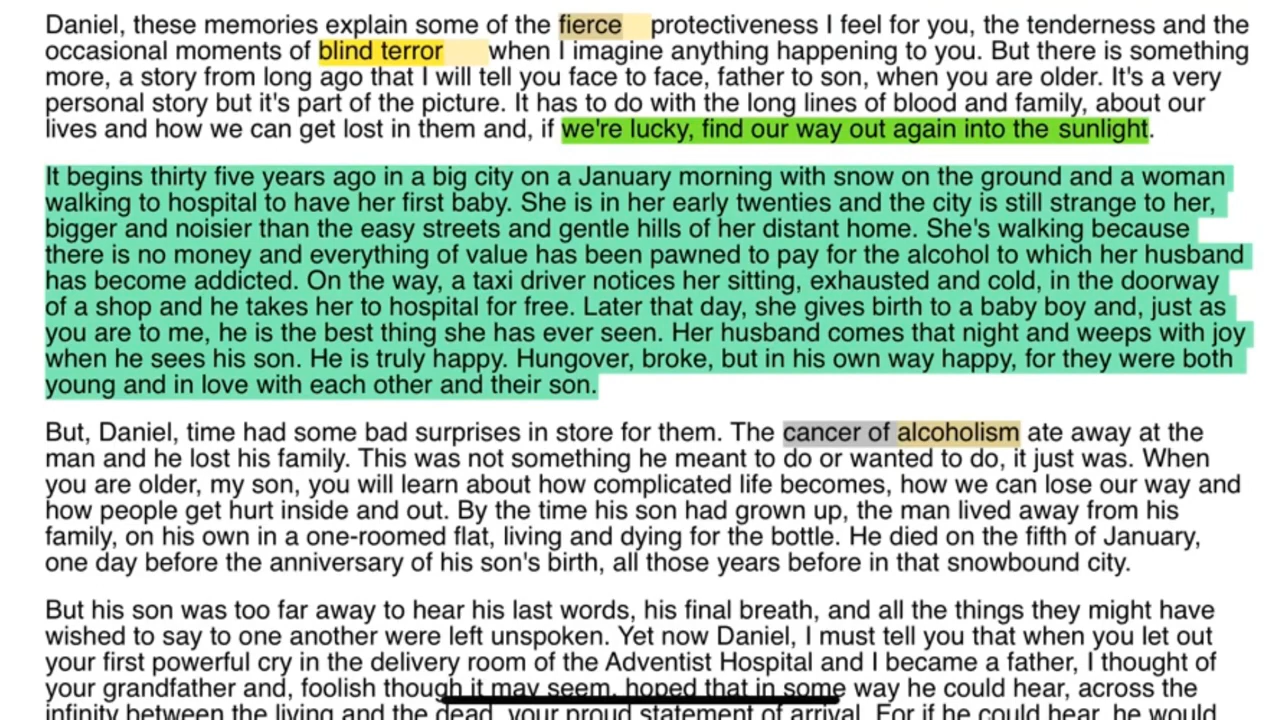 Daniel, these memories explain some of the fierce protectiveness I feel for you, the tenderness and the
occasional moments of blind terror when I imagine anything happening to you. But there is something
more, a story from long ago that I will tell you face to face, father to son, when you are older. It's a very
personal story but it's part of the picture. It has to do with the long lines of blood and family, about our
lives and how we can get lost in them and, if we're lucky, find our way out again into the sunlight.
It begins thirty five years ago in a big city on a January morning with snow on the ground and a woman
walking to hospital to have her first baby. She is in her early twenties and the city is still strange to her,
bigger and noisier than the easy streets and gentle hills of her distant home. She's walking because
there is no money and everything of value has been pawned to pay for the alcohol to which her husband
has become addicted. On the way, a taxi driver notices her sitting, exhausted and cold, in the doorway
of a shop and he takes her to hospital for free. Later that day, she gives birth to a baby boy and, just as
you are to me, he is the best thing she has ever seen. Her husband comes that night and weeps with joy
when he sees his son. He is truly happy. Hungover, broke, but in his own way happy, for they were both
young and in love with each other and their son.
But, Daniel, time had some bad surprises in store for them. The cancer of alcoholism ate away at the
man and he lost his family. This was not something he meant to do or wanted to do, it just was. When
you are older, my son, you will learn about how complicated life becomes, how we can lose our way and
how people get hurt inside and out. By the time his son had grown up, the man lived away from his
family, on his own in a one-roomed flat, living and dying for the bottle. He died on the fifth of January,
one day before the anniversary of his son's birth, all those years before in that snowbound city.
But his son was too far away to hear his last words, his final breath, and all the things they might have
wished to say to one another were left unspoken. Yet now Daniel, I must tell you that when you let out
your first powerful cry in the delivery room of the Adventist Hospital and I became a father, I thought of
your grandfather and, foolish though it may seem, hoped that in some way he could hear, across the
infinity between the living and the dead, your proud statement of arrival. For if he could hear, he would